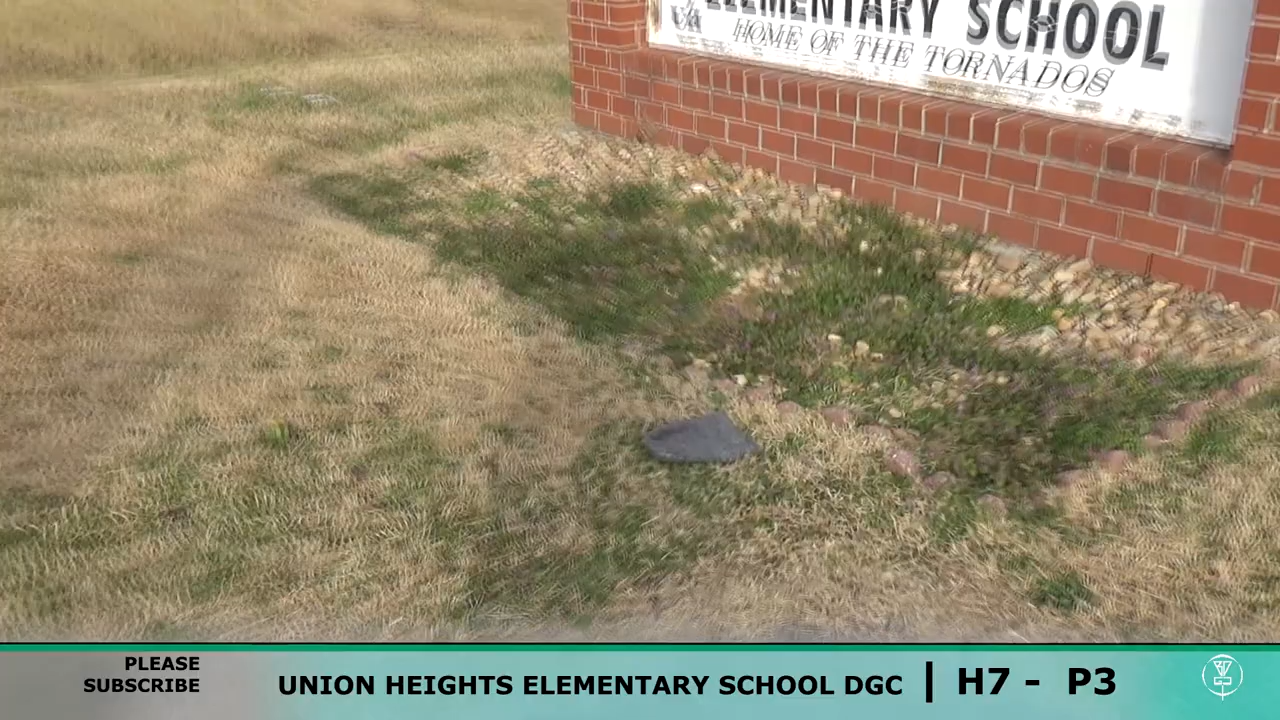 ELEMENTARY SCHOOL
HOME OF THE TORNADOS
PLEASE
SUBSCRIBE
UNION HEIGHTS ELEMENTARY SCHOOL DGC | H7 - P3